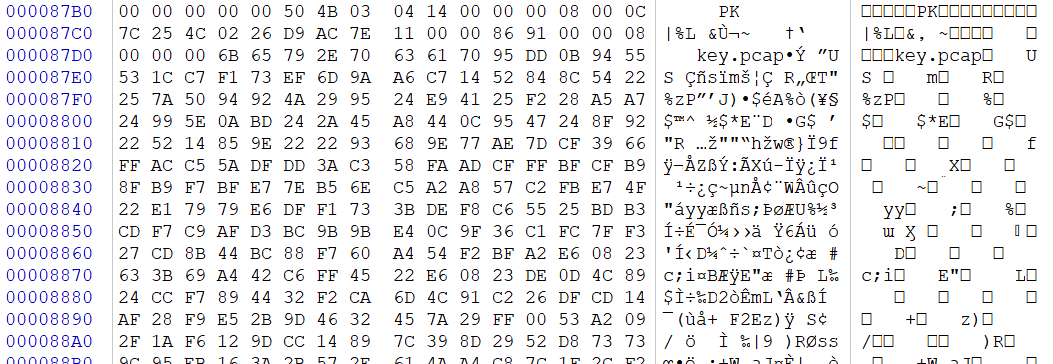 000087B0 00 00 00 00 00 50 4B 03 04 14 00 00 00 08 00 0C PK PK
000087C0 7C 25 4C 02 26 D9 AC 7E 11 00 00 86 91 00 00 08 |%L &Ù¬~ †‘ |%L &, ~
000087D0 00 00 00 6B 65 79 2E 70 63 61 70 95 DD 0B 94 55 key.pcap•Ý ”U key.pcap U
000087E0 53 1C C7 F1 73 EF 6D 9A A6 C7 14 52 84 8C 54 22 S Çñsïmš¦Ç R„ŒT" S m R
000087F0 25 7A 50 94 92 4A 29 95 24 E9 41 25 F2 28 A5 A7 %zP”’J)•$éA%ò(¥§ %zP %
00008800 24 99 5E 0A BD 24 2A 45 A8 44 0C 95 47 24 8F 92 $™^ ½$*E¨D •G$ ’ $ $*E G$
00008810 22 52 14 85 9E 22 22 93 68 9E 77 AE 7D CF 39 66 "R …ž""“hžw®}Ï9f f
00008820 FF AC C5 5A DF DD 3A C3 58 FA AD CF FF BF CF B9 ÿ¬ÅZßÝ:ÃXú-Ïÿ¿Ï¹ X
00008830 8F B9 F7 BF E7 7E B5 6E C5 A2 A8 57 C2 FB E7 4F ¹÷¿ç~µnÅ¢¨WÂûçO ~
00008840 22 E1 79 79 E6 DF F1 73 3B DE F8 C6 55 25 BD B3 "áyyæßñs;ÞøÆU%½³ yy ; %
00008850 CD F7 C9 AF D3 BC 9B 9B E4 0C 9F 36 C1 FC 7F F3 Í÷É¯Ó¼››ä Ÿ6Áü ó
00008860 27 CD 8B 44 BC 88 F7 60 A4 54 F2 BF A2 E6 08 23 'Í‹D¼ˆ÷`¤Tò¿¢æ # D
00008870 63 3B 69 A4 42 C6 FF 45 22 E6 08 23 DE 0D 4C 89 c;i¤BÆÿE"æ #Þ L‰ c;i E" L
00008880 24 CC F7 89 44 32 F2 CA 6D 4C 91 C2 26 DF CD 14 $Ì÷‰D2òÊmL‘Â&ßÍ
00008890 AF 28 F9 E5 2B 9D 46 32 45 7A 29 FF 00 53 A2 09 ¯(ùå+ F2Ez)ÿ S¢ + z)
000088A0 2F 1A F6 12 9D CC 14 89 7C 39 8D 29 52 D8 73 73 / ö Ì ‰|9 )RØss /